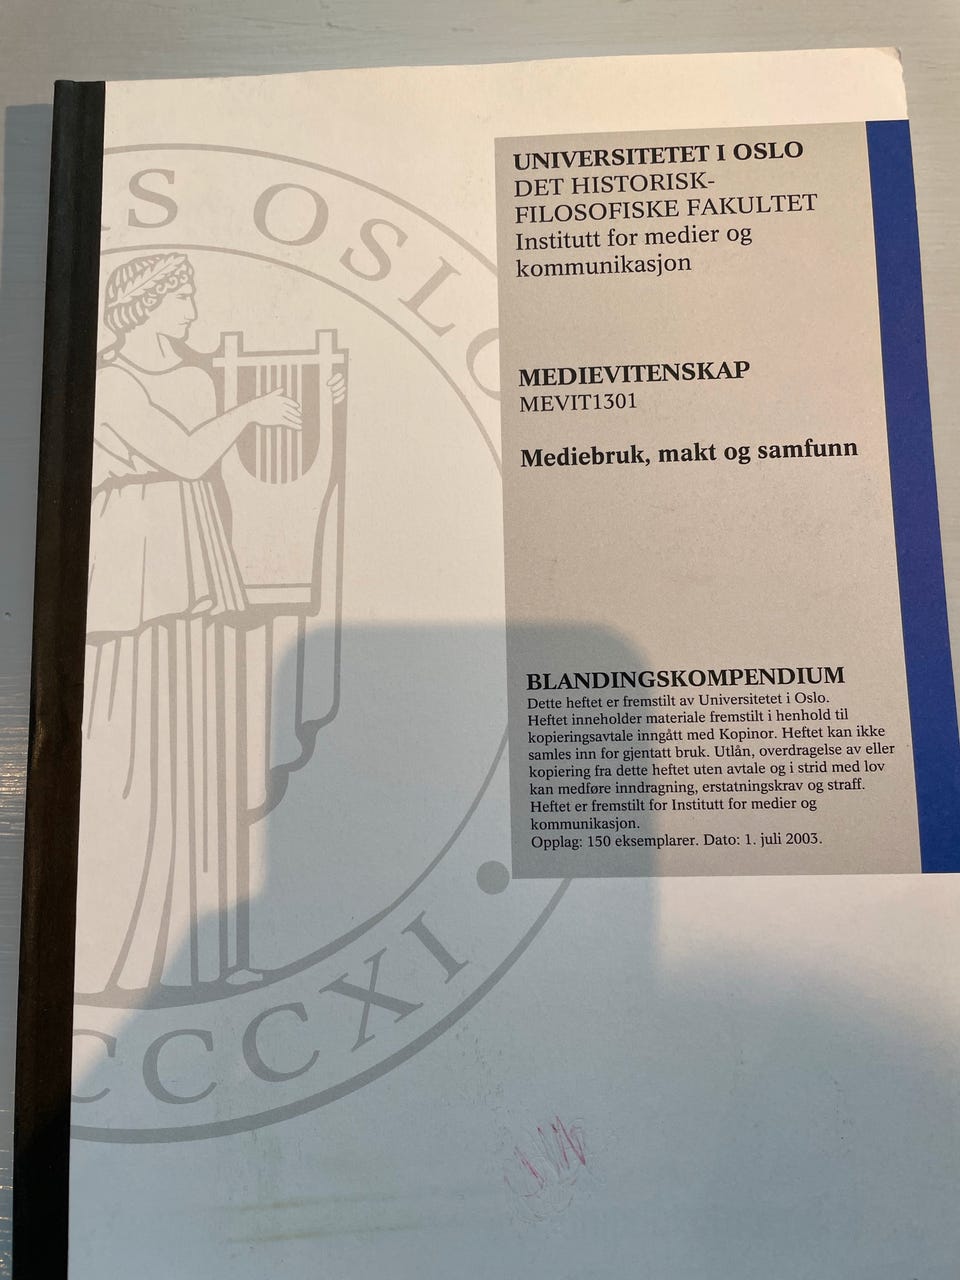 UNIVERSITETET I OSLO
DET HISTORISK-
FILOSOFISKE FAKULTET
Institutt for medier og
kommunikasjon
MEDIEVITENSKAP
MEVIT1301
Mediebruk, makt og samfunn
BLANDINGSKOMPENDIUM
Dette heftet er fremstilt av Universitetet i Oslo.
Heftet inneholder materiale fremstilt i henhold til
kopieringsavtale inngått med Kopinor. Heftet kan ikke
samles inn for gjentatt bruk. Utlån, overdragelse av eller
kopiering fra dette heftet uten avtale og i strid med lov
kan medføre inndragning, erstatningskrav og straff.
Heftet er fremstilt for Institutt for medier og
kommunikasjon.
Opplag: 150 eksemplarer. Dato: 1. juli 2003.
S OSLO
CCCXI